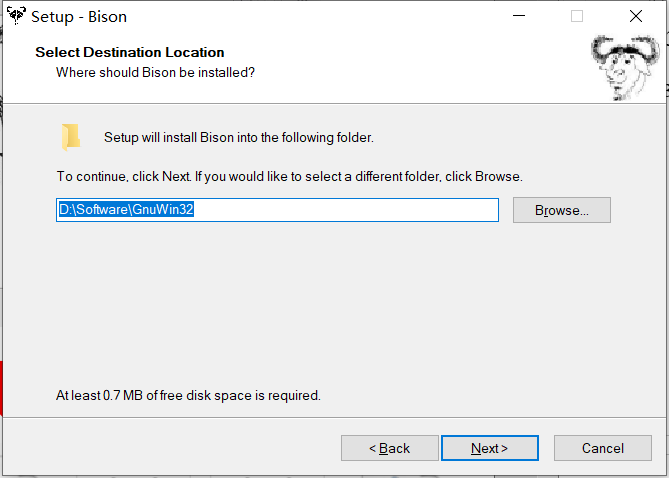 Setup - Bison
Select Destination Location
Where should Bison be installed?
Setup will install Bison into the following folder.
To continue, click Next. If you would like to select a different folder, click Browse.
D:\Software\GnuWin32
Browse...
At least 0.7 MB of free disk space is required.
< Back
Next >
Cancel